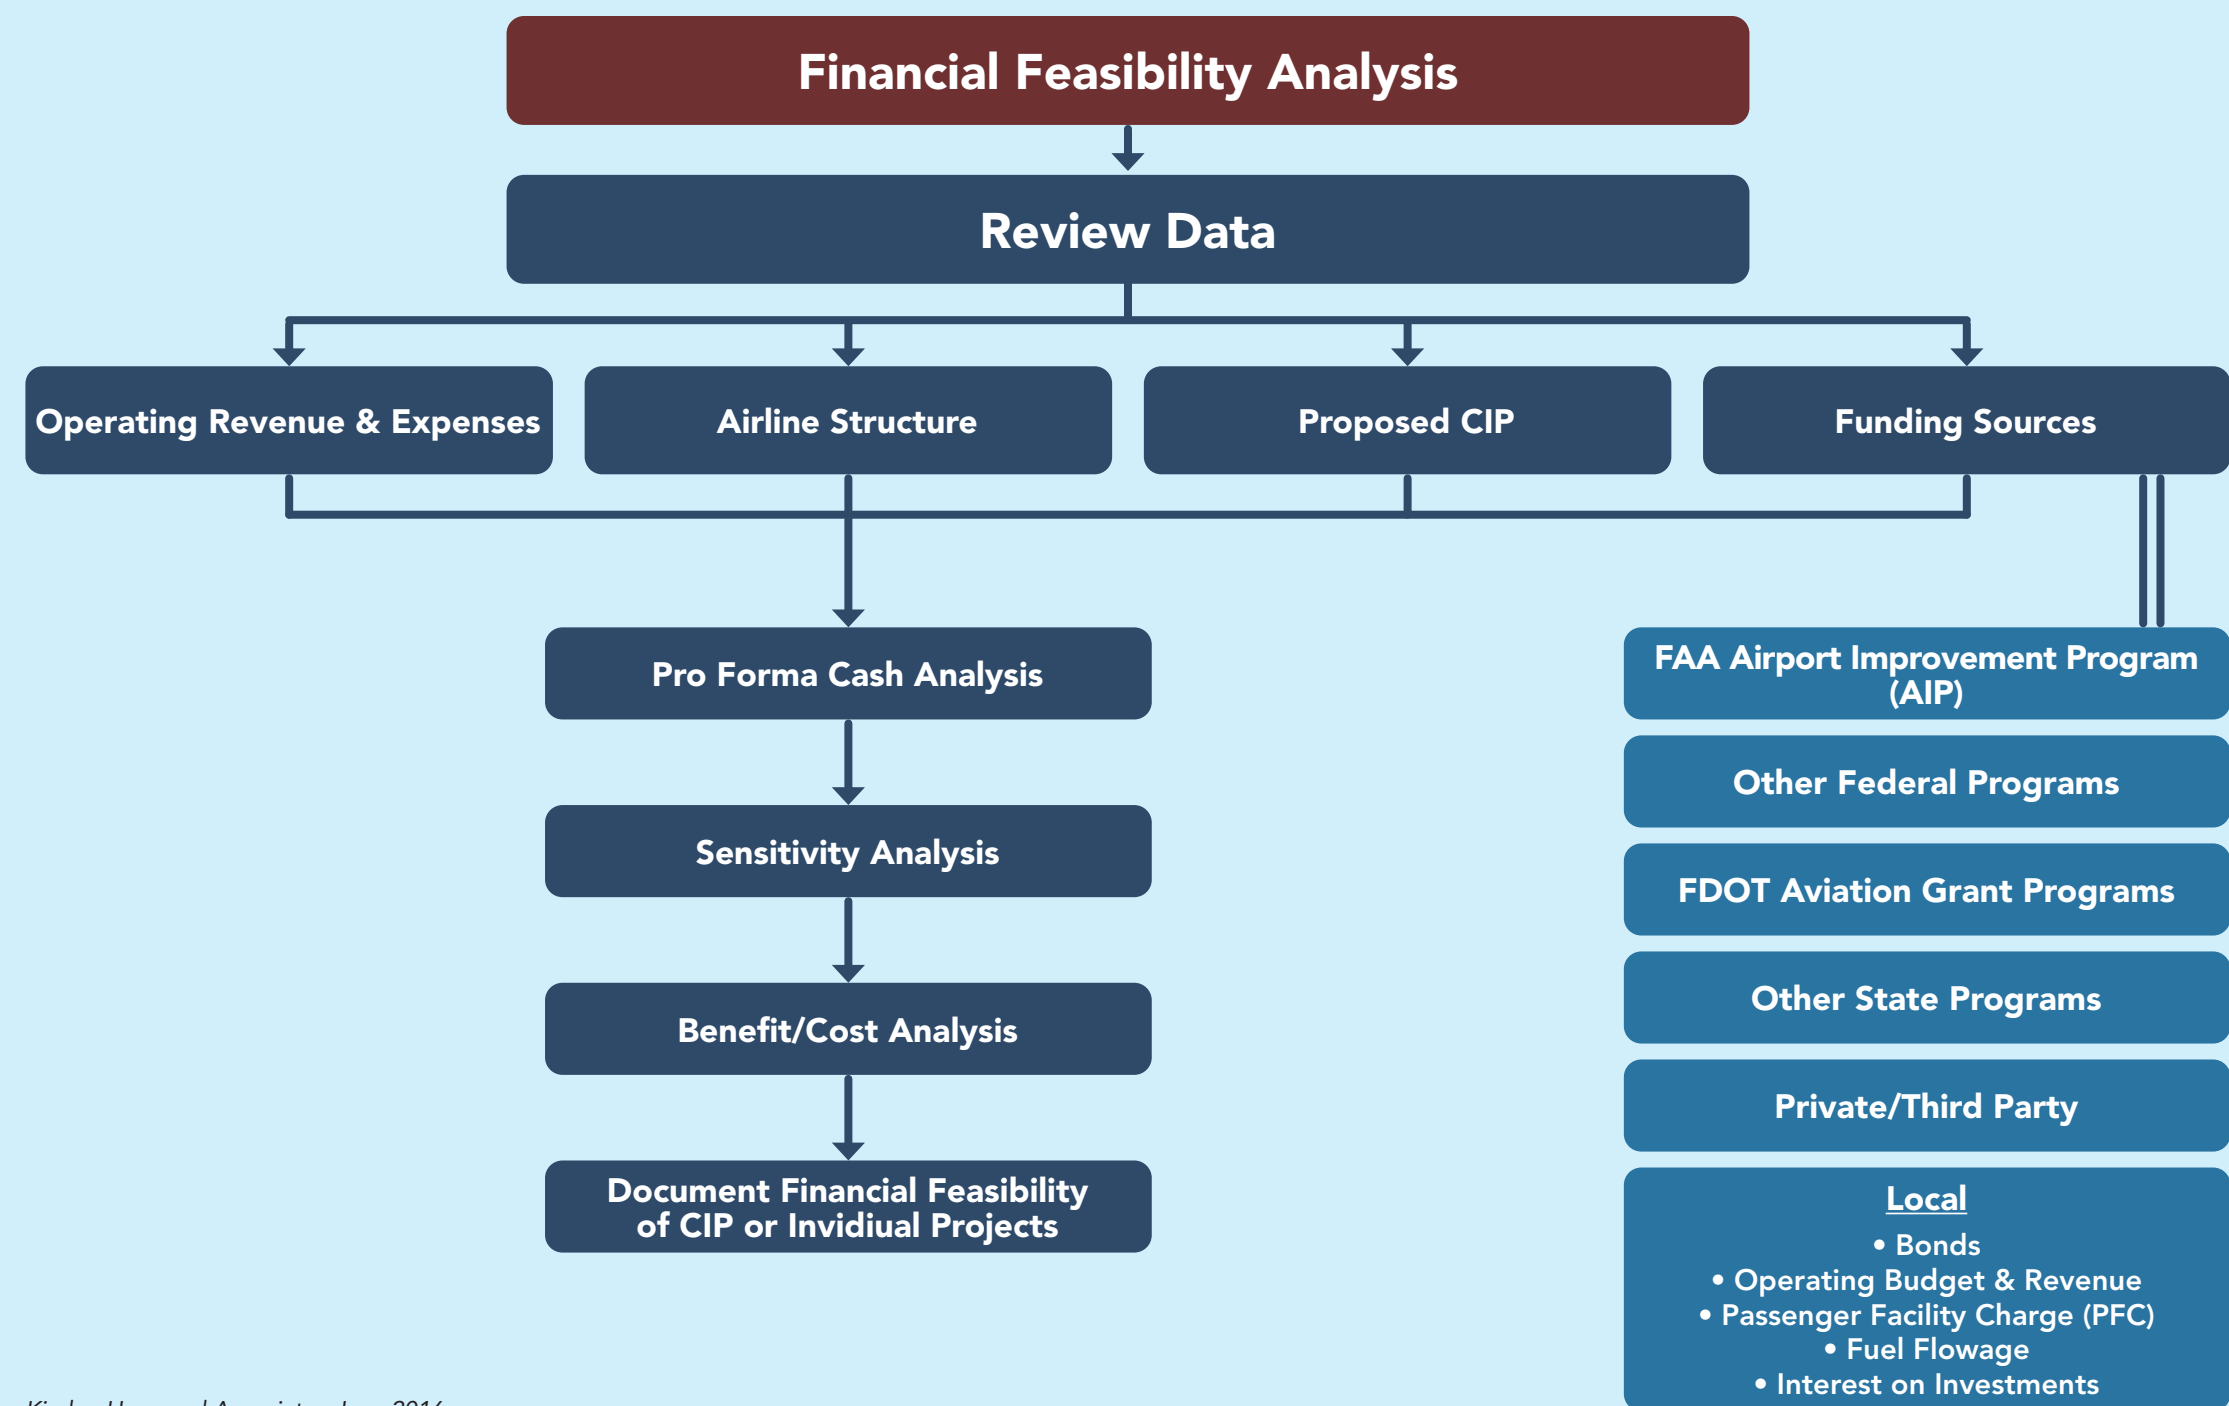 Financial Feasibility Analysis
Review Data
Operating Revenue & Expenses
Airline Structure
Proposed CIP
Funding Sources
Pro Forma Cash Analysis
Sensitivity Analysis
Benefit/Cost Analysis
Document Financial Feasibility
of CIP or Invidiual Projects
FAA Airport Improvement Program
(AIP)
Other Federal Programs
FDOT Aviation Grant Programs
Other State Programs
Private/Third Party
Local
• Bonds
• Operating Budget & Revenue
• Passenger Facility Charge (PFC)
• Fuel Flowage
• Interest on Investments